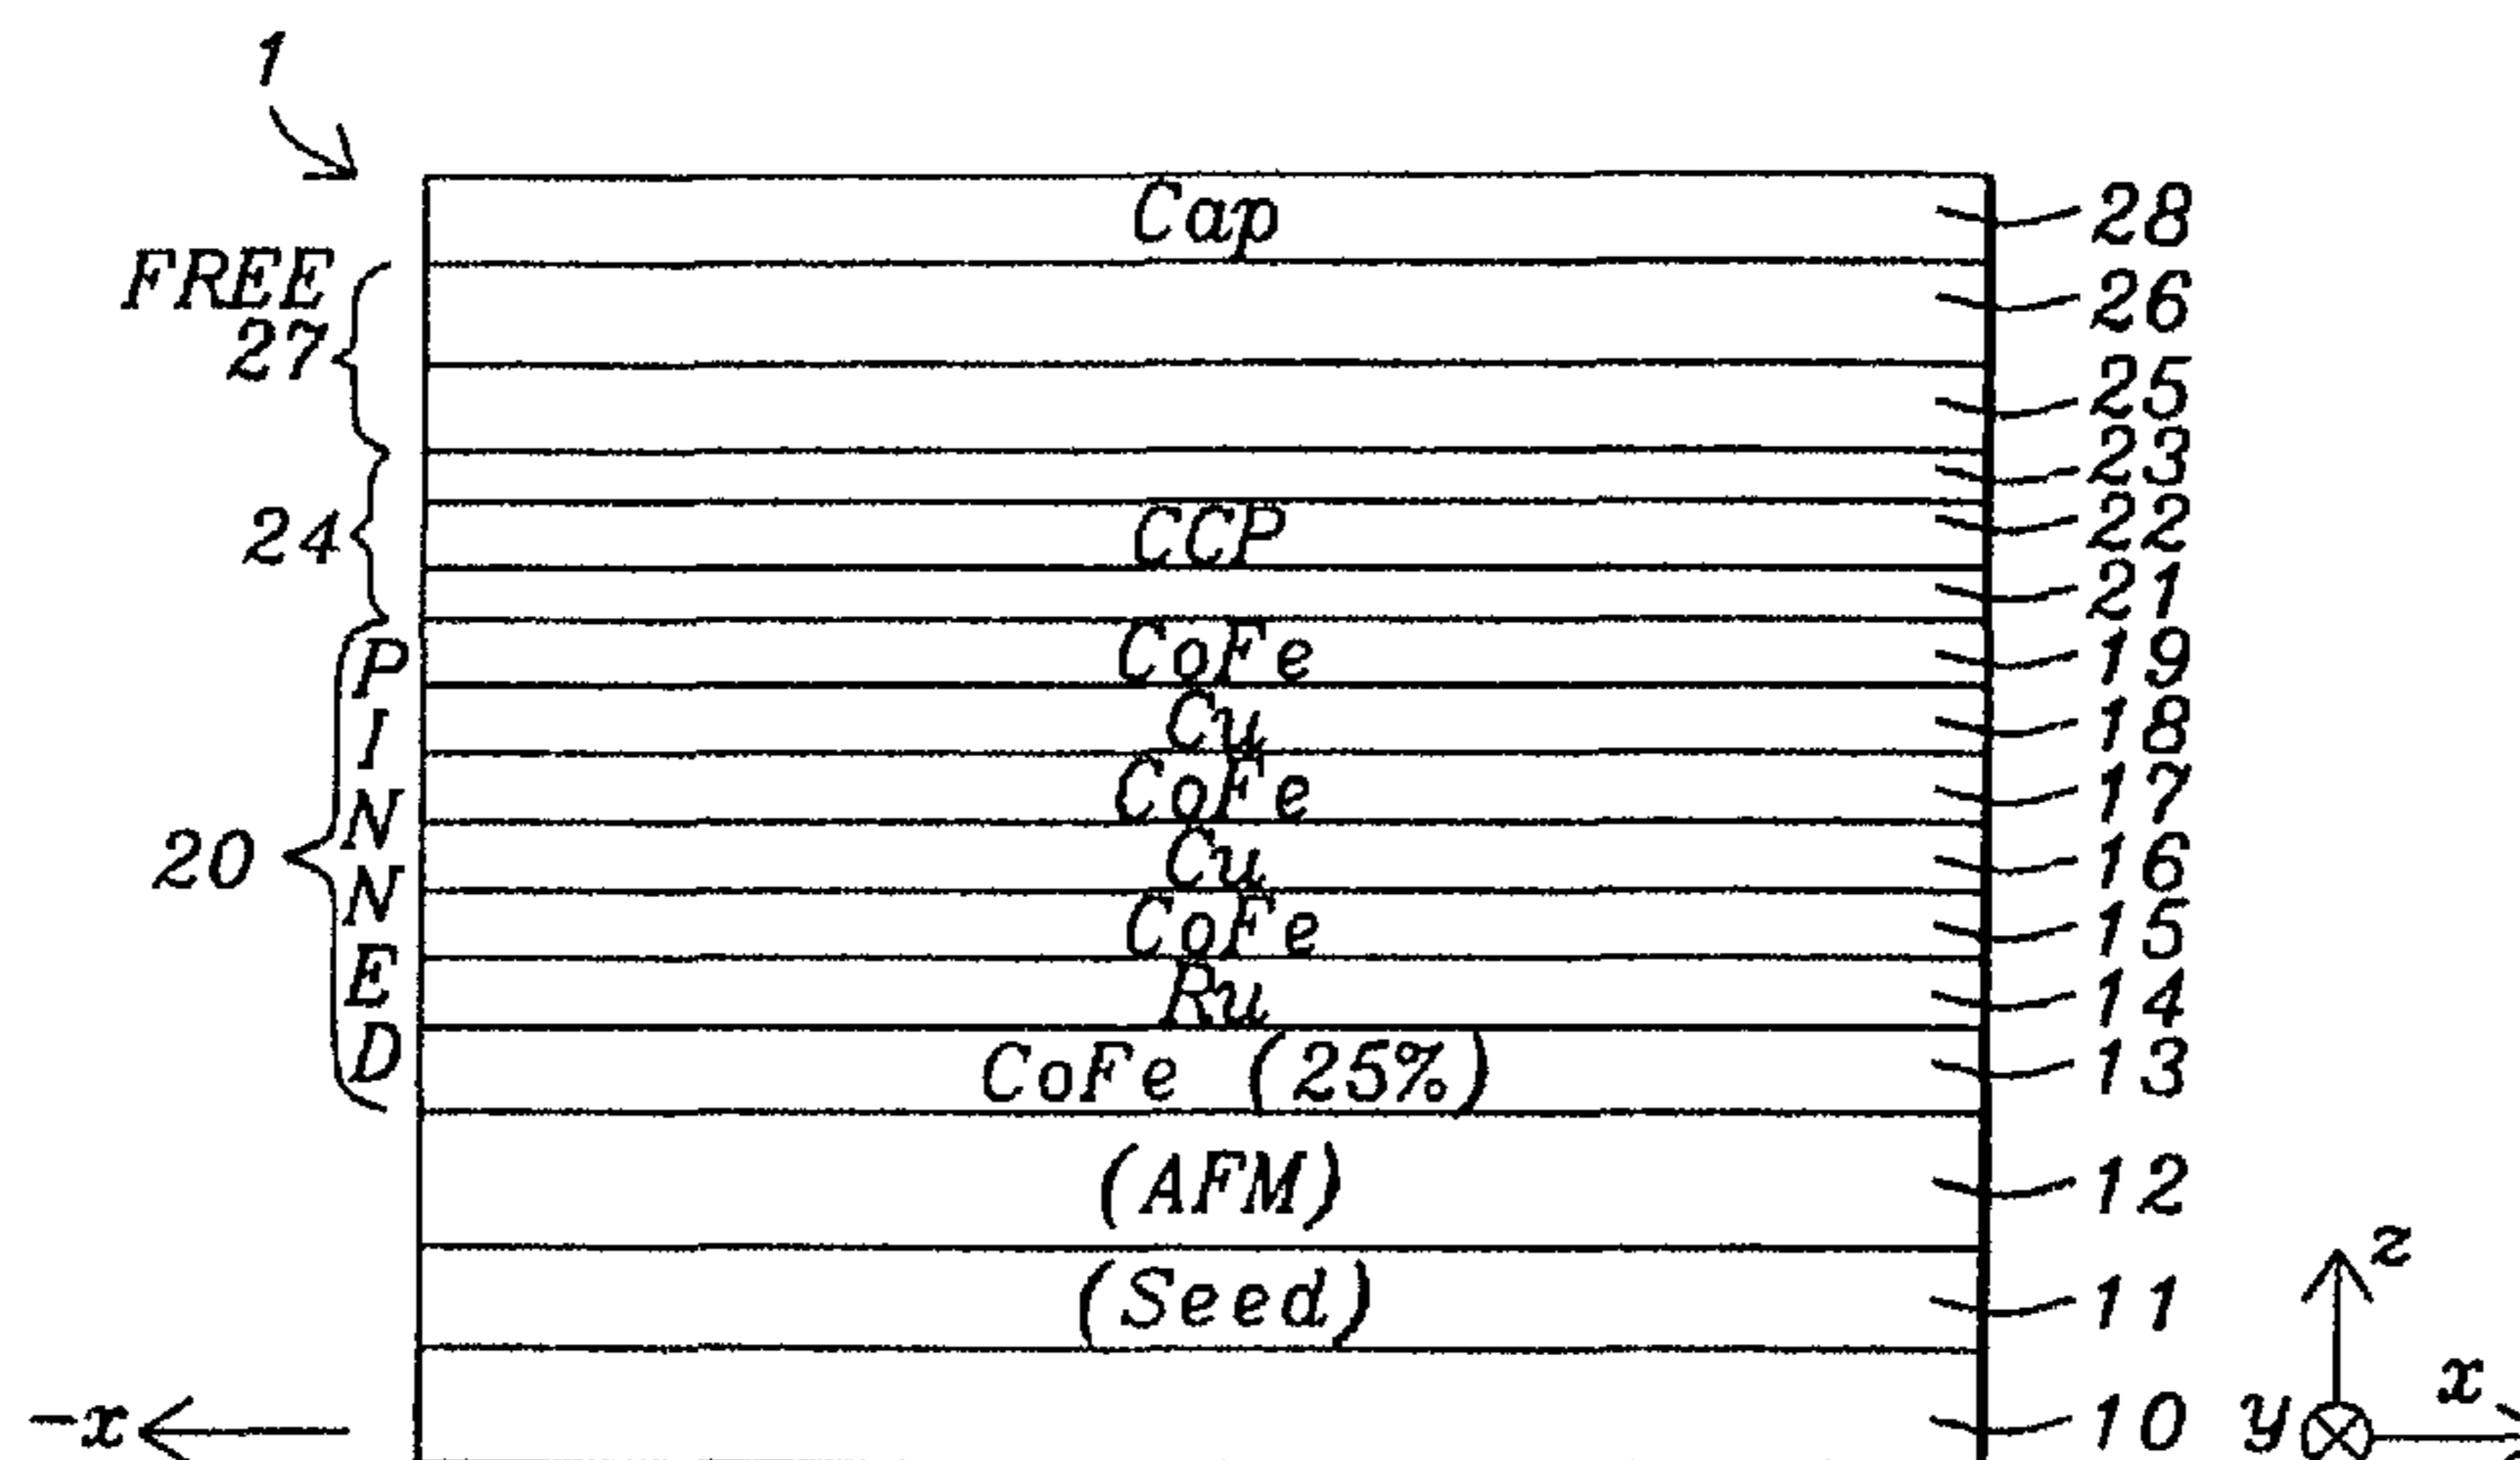 1
Cap 28
FREE 26
27 25
23
24 CCP 22
21
CoFe 19
Cu 18
CoFe 17
20 PINNED Cu 16
CoFe 15
Ru 14
CoFe (25%) 13
(AFM) 12
(Seed) 11
10
z
-x y x